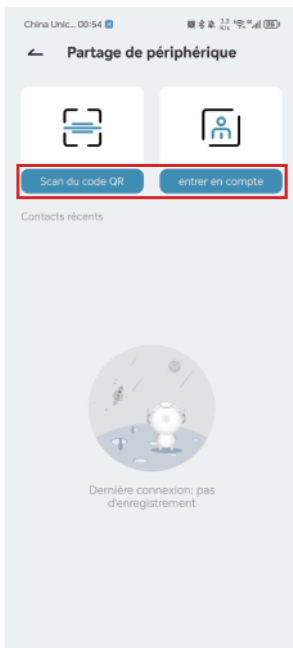 China Unic... 00:54
Partage de périphérique
Scan du code QR
entrer en compte
Contacts récents
Dernière connexion: pas
d'enregistrement